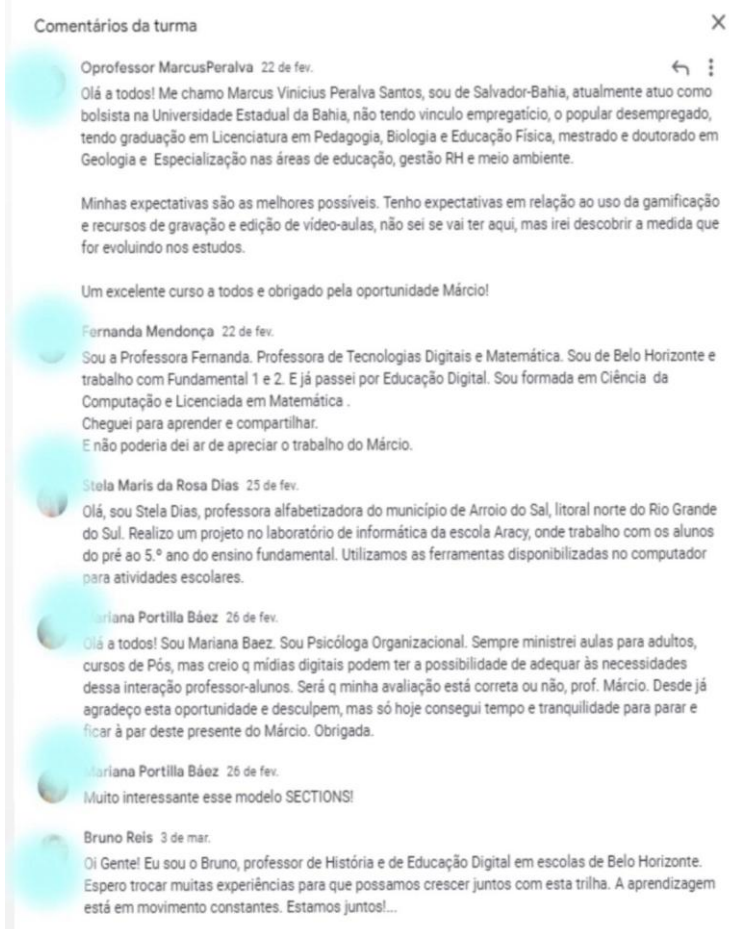 Comentários da turma
Oprofessor MarcusPeralva 22 de fev.
Olá a todos! Me chamo Marcus Vinicius Peralva Santos, sou de Salvador-Bahia, atualmente atuo como
bolsista na Universidade Estadual da Bahia, não tendo vinculo empregatício, o popular desempregado,
tendo graduação em Licenciatura em Pedagogia, Biologia e Educação Física, mestrado e doutorado em
Geologia e Especialização nas áreas de educação, gestão RH e meio ambiente.
Minhas expectativas são as melhores possíveis. Tenho expectativas em relação ao uso da gamificação
e recursos de gravação e edição de vídeo-aulas, não sei se vai ter aqui, mas irei descobrir a medida que
for evoluindo nos estudos.
Um excelente curso a todos e obrigado pela oportunidade Márcio!
Fernanda Mendonça 22 de fev.
Sou a Professora Fernanda. Professora de Tecnologias Digitais e Matemática. Sou de Belo Horizonte e
trabalho com Fundamental 1 e 2. E já passei por Educação Digital. Sou formada em Ciência da
Computação e Licenciada em Matemática .
Cheguei para aprender e compartilhar.
E não poderia dei ar de apreciar o trabalho do Márcio.
Stela Maris da Rosa Dias 25 de fev.
Olá, sou Stela Dias, professora alfabetizadora do município de Arroio do Sal, litoral norte do Rio Grande
do Sul. Realizo um projeto no laboratório de informática da escola Aracy, onde trabalho com os alunos
do pré ao 5.º ano do ensino fundamental. Utilizamos as ferramentas disponibilizadas no computador
para atividades escolares.
Mariana Portilla Báez 26 de fev.
Olá a todos! Sou Mariana Baez. Sou Psicóloga Organizacional. Sempre ministrei aulas para adultos,
cursos de Pós, mas creio q mídias digitais podem ter a possibilidade de adequar às necessidades
dessa interação professor-alunos. Será q minha avaliação está correta ou não, prof. Márcio. Desde já
agradeço esta oportunidade e desculpem, mas só hoje consegui tempo e tranquilidade para parar e
ficar à par deste presente do Márcio. Obrigada.
Mariana Portilla Báez 26 de fev.
Muito interessante esse modelo SECTIONS!
Bruno Reis 3 de mar.
Oi Gente! Eu sou o Bruno, professor de História e de Educação Digital em escolas de Belo Horizonte.
Espero trocar muitas experiências para que possamos crescer juntos com esta trilha. A aprendizagem
está em movimento constantes. Estamos juntos!...